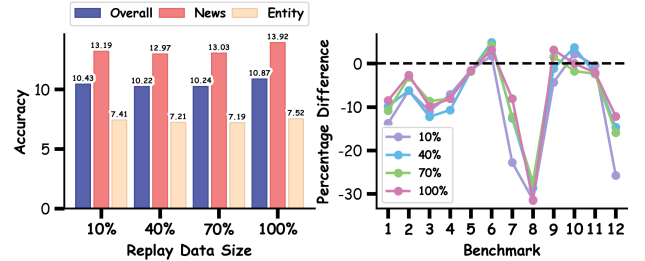 Overall News Entity
Accuracy
10
5
0
10.43 13.19 7.41
10.22 12.97 7.21
10.24 13.03 7.19
10.87 13.92 7.52
10% 40% 70% 100%
Replay Data Size
Percentage Difference
0
-10
-20
-30
10%
40%
70%
100%
1 2 3 4 5 6 7 8 9 10 11 12
Benchmark